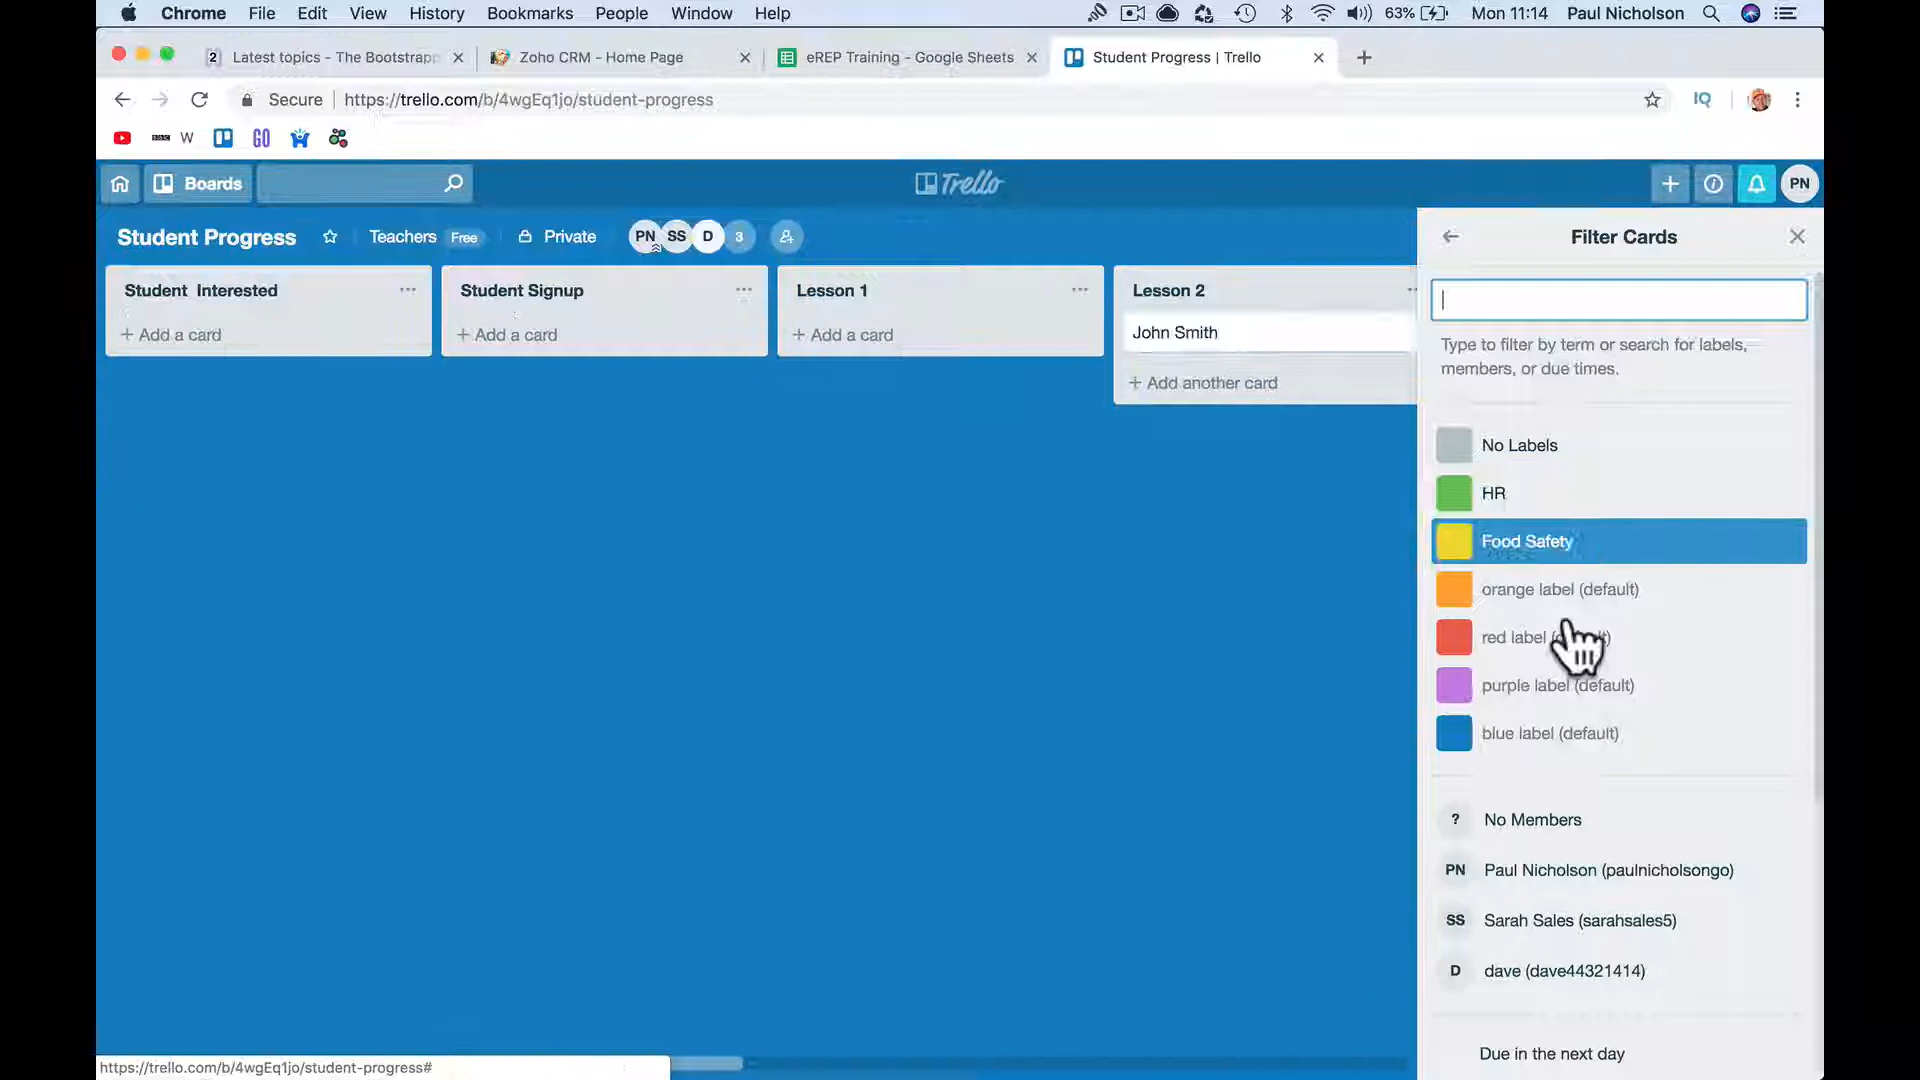 Chrome File Edit View History Bookmarks People Window Help 63% Mon 11:14 Paul Nicholson
2 Latest topics - The Bootstrapp Zoho CRM - Home Page eREP Training - Google Sheets Student Progress | Trello
Secure https://trello.com/b/4wgEq1jo/student-progress IQ
W GO
Boards Trello PN
Student Progress Teachers Free Private PN SS D 3
Filter Cards
Student Interested Student Signup Lesson 1 Lesson 2
+ Add a card + Add a card + Add a card
John Smith
+ Add another card
Type to filter by term or search for labels,
members, or due times.
No Labels
HR
Food Safety
orange label (default)
red label
purple label (default)
blue label (default)
? No Members
PN Paul Nicholson (paulnicholsongo)
SS Sarah Sales (sarahsales5)
D dave (dave44321414)
Due in the next day
https://trello.com/b/4wgEq1jo/student-progress#